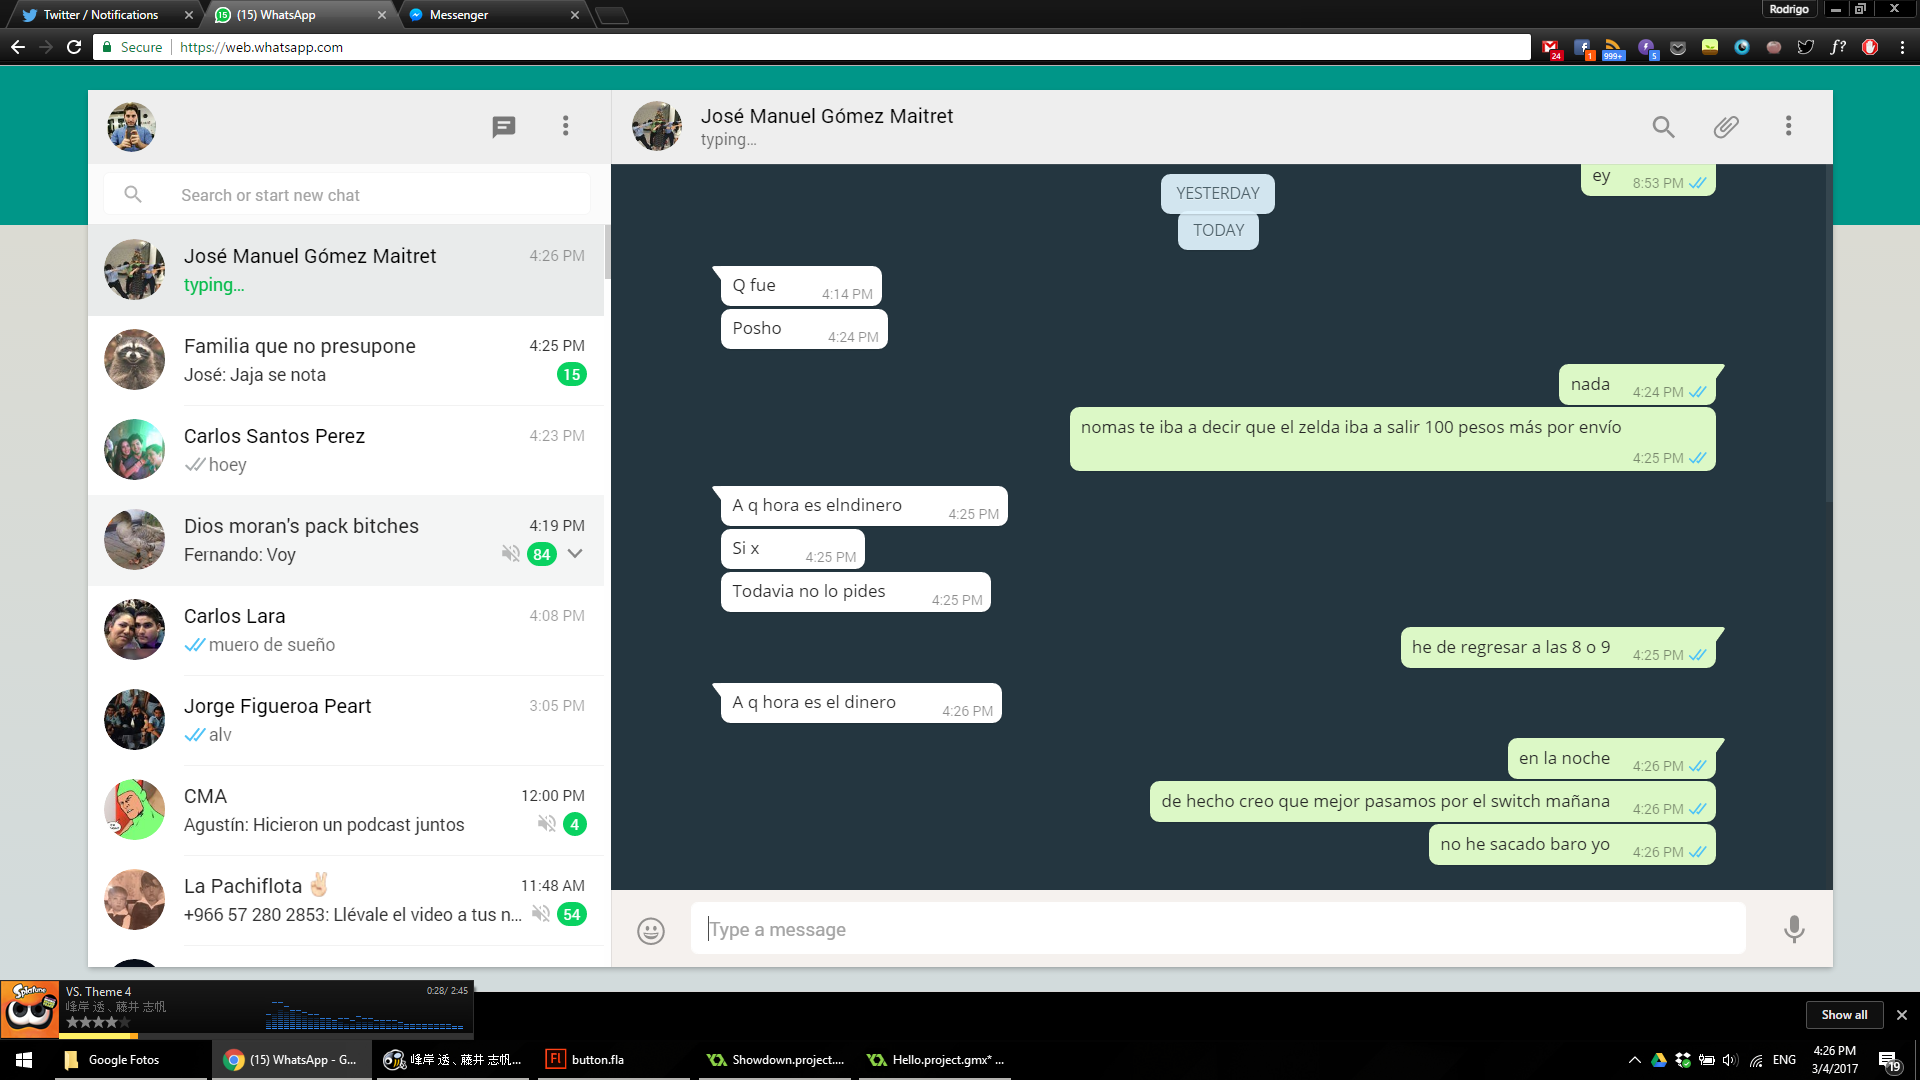 Twitter / Notifications
(15) WhatsApp
Messenger
Rodrigo
Secure
https://web.whatsapp.com
24
1
999+
5
f?
José Manuel Gómez Maitret
typing...
Search or start new chat
José Manuel Gómez Maitret
4:26 PM
typing...
Familia que no presupone
4:25 PM
José: Jaja se nota
15
Carlos Santos Perez
4:23 PM
hoey
Dios moran's pack bitches
4:19 PM
Fernando: Voy
84
Carlos Lara
4:08 PM
muero de sueño
Jorge Figueroa Peart
3:05 PM
alv
CMA
12:00 PM
Agustín: Hicieron un podcast juntos
4
La Pachiflota ✌🏻
11:48 AM
+966 57 280 2853: Llévale el video a tus n...
54
ey
8:53 PM
YESTERDAY
TODAY
Q fue
4:14 PM
Posho
4:24 PM
nada
4:24 PM
nomas te iba a decir que el zelda iba a salir 100 pesos más por envío
4:25 PM
A q hora es elndinero
4:25 PM
Si x
4:25 PM
Todavia no lo pides
4:25 PM
he de regresar a las 8 o 9
4:25 PM
A q hora es el dinero
4:26 PM
en la noche
4:26 PM
de hecho creo que mejor pasamos por el switch mañana
4:26 PM
no he sacado baro yo
4:26 PM
Type a message
Splatune
VS. Theme 4
0:28/ 2:45
峰岸 透、藤井 志帆
Show all
Google Fotos
(15) WhatsApp - G...
峰岸 透、藤井 志帆...
Fl
button.fla
Showdown.project....
Hello.project.gmx* ...
ENG
4:26 PM
3/4/2017
19